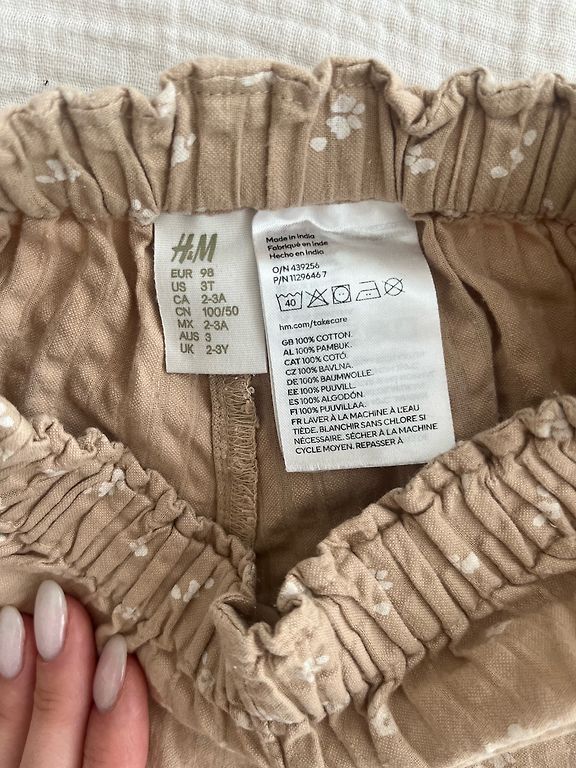 H&M
EUR 98
US 3T
CA 2-3A
CN 100/50
MX 2-3A
AUS 3
UK 2-3Y
Made in India
Fabriqué en Inde
Hecho en India
O/N 439256
P/N 11296467
40
hm.com/takecare
GB 100% COTTON.
AL 100% PAMBUK.
CAT 100% COTÓ.
CZ 100% BAVLNA.
DE 100% BAUMWOLLE.
EE 100% PUUVILL.
ES 100% ALGODÓN.
FI 100% PUUVILLAA.
FR LAVER À LA MACHINE À L'EAU
TIÈDE. BLANCHIR SANS CHLORE SI
NÉCESSAIRE. SÉCHER À LA MACHINE
CYCLE MOYEN. REPASSER À